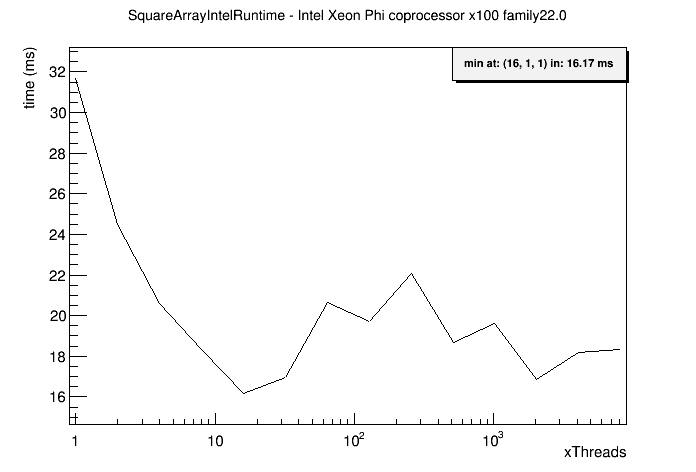 SquareArrayIntelRuntime - Intel Xeon Phi coprocessor x100 family22.0
time (ms)
min at: (16, 1, 1) in: 16.17 ms
32
30
28
26
24
22
20
18
16
1 10 10² 10³
xThreads